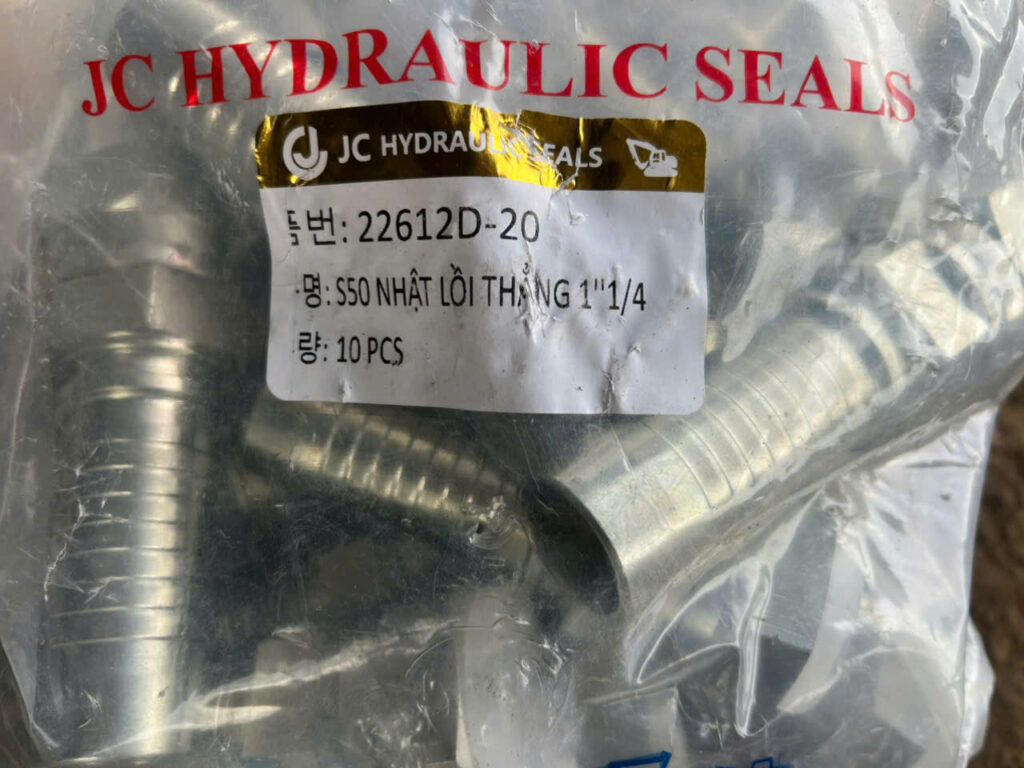 JC HYDRAULIC SEALS
JC HYDRAULIC SEALS
번: 22612D-20
명: S50 NHẬT LỒI THẲNG 1"1/4
량: 10 PCS